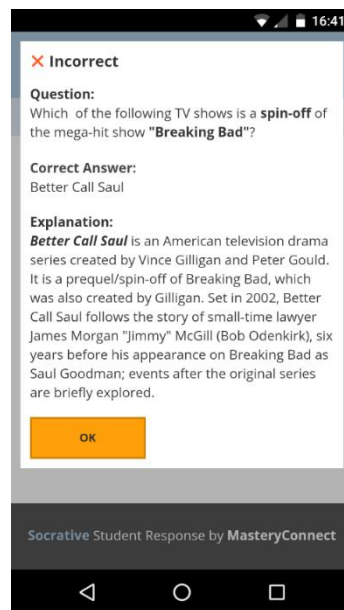 16:41
Incorrect
Question:
Which of the following TV shows is a spin-off of
the mega-hit show "Breaking Bad"?
Correct Answer:
Better Call Saul
Explanation:
Better Call Saul is an American television drama
series created by Vince Gilligan and Peter Gould.
It is a prequel/spin-off of Breaking Bad, which
was also created by Gilligan. Set in 2002, Better
Call Saul follows the story of small-time lawyer
James Morgan "Jimmy" McGill (Bob Odenkirk), six
years before his appearance on Breaking Bad as
Saul Goodman; events after the original series
are briefly explored.
OK
Socrative Student Response by MasteryConnect